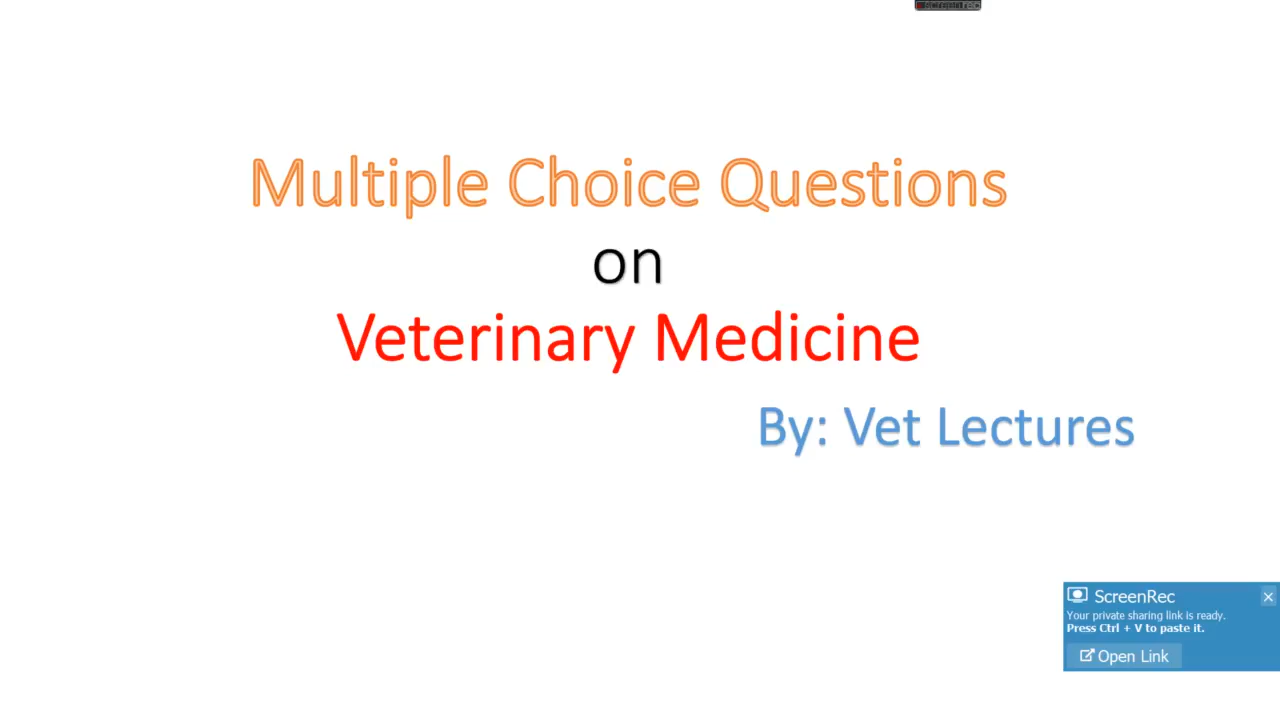 screenrec
Multiple Choice Questions
on
Veterinary Medicine
By: Vet Lectures
ScreenRec
Your private sharing link is ready.
Press Ctrl + V to paste it.
Open Link